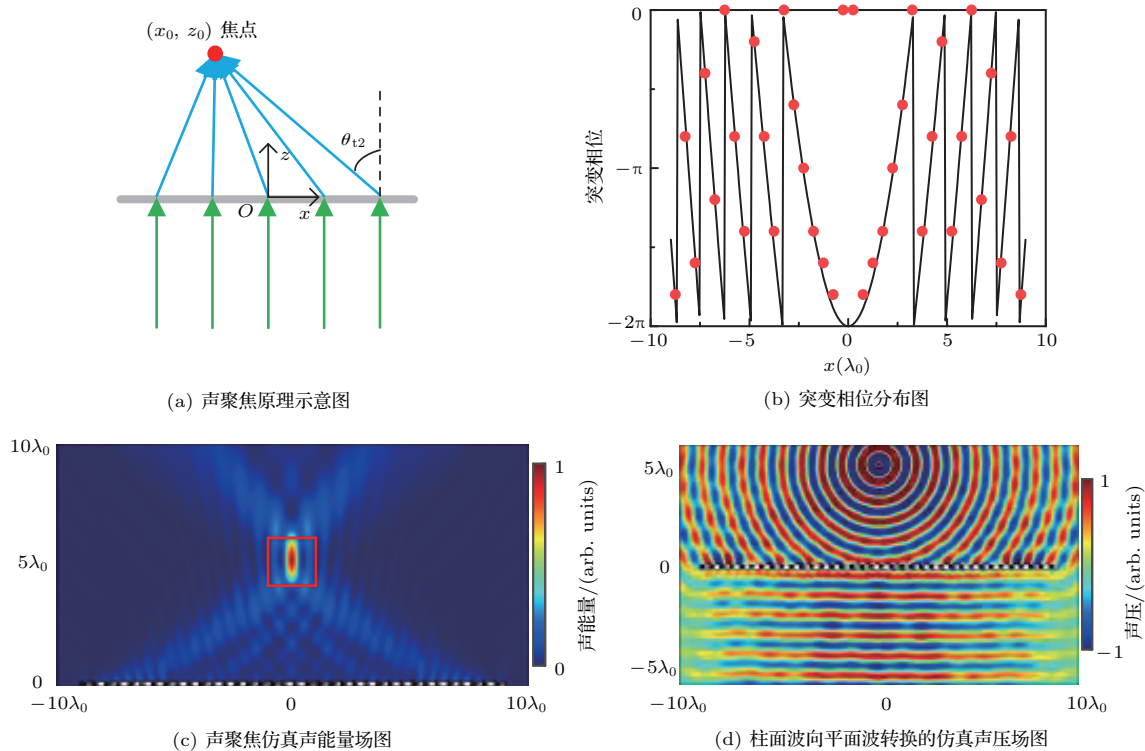 (x₀, z₀) 焦点
θt2
z
O
x
(a) 声聚焦原理示意图
0
−π
−2π
突变相位
−10
−5
0
5
10
x(λ₀)
(b) 突变相位分布图
10λ₀
5λ₀
0
−10λ₀
0
10λ₀
1
0
声能量/(arb. units)
(c) 声聚焦仿真声能量场图
5λ₀
0
−5λ₀
−10λ₀
0
10λ₀
1
−1
声压/(arb. units)
(d) 柱面波向平面波转换的仿真声压场图